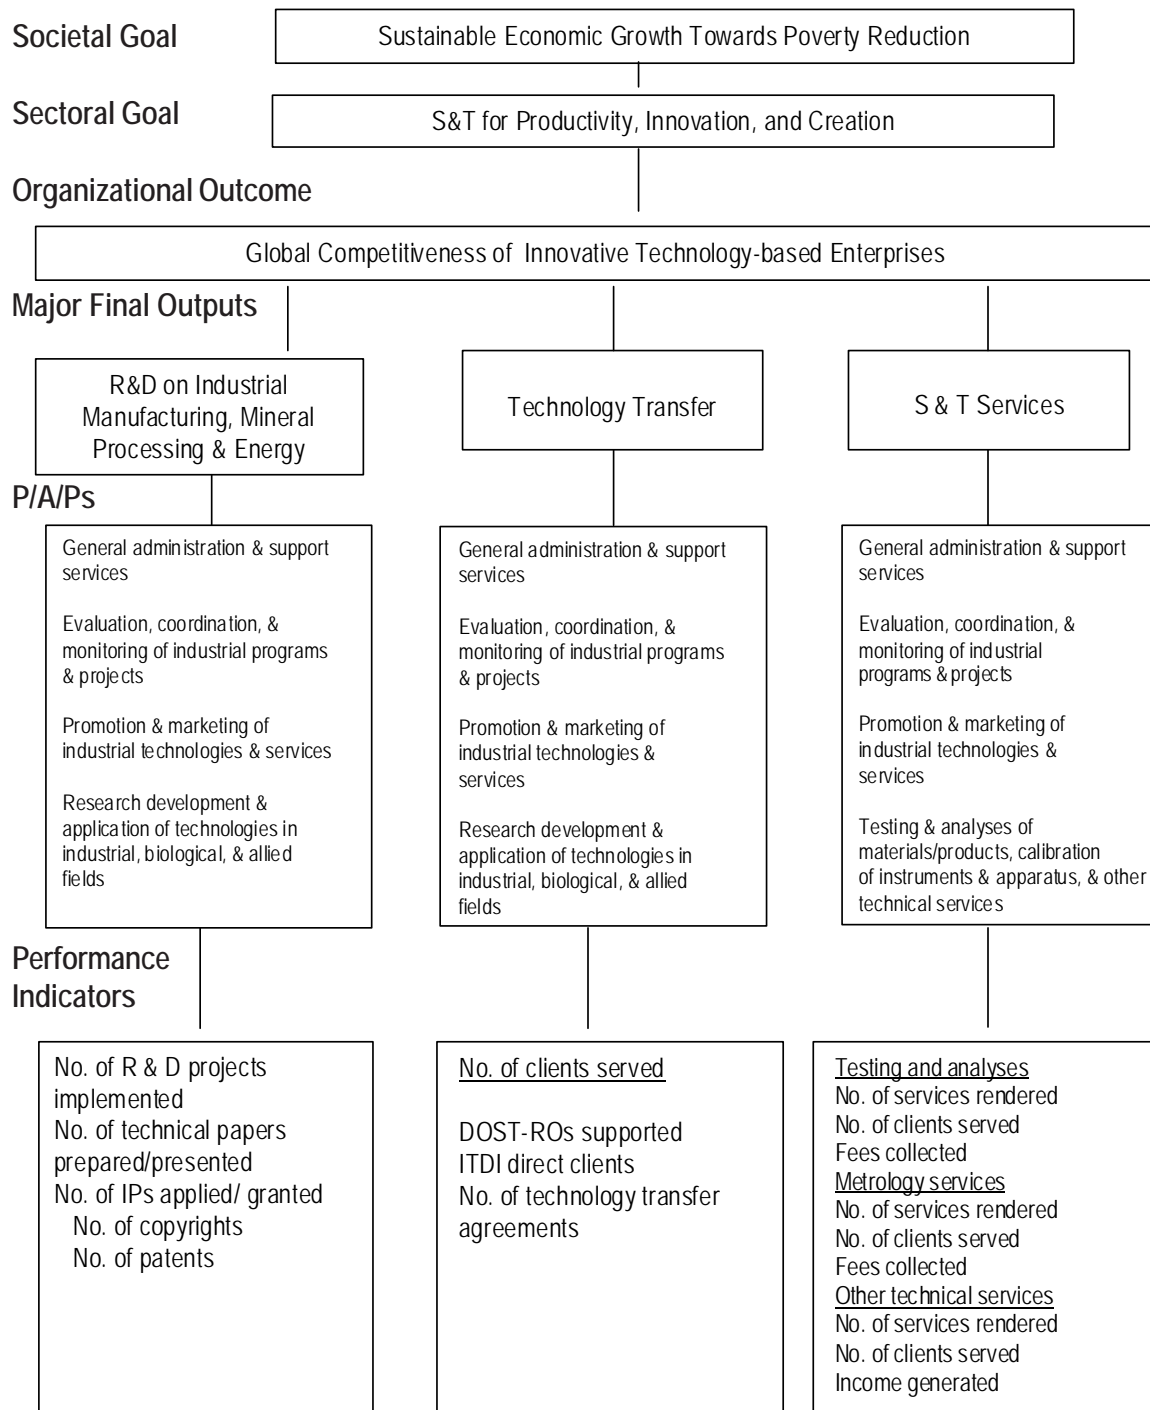 Societal Goal
Sustainable Economic Growth Towards Poverty Reduction
Sectoral Goal
S&T for Productivity, Innovation, and Creation
Organizational Outcome
Global Competitiveness of Innovative Technology-based Enterprises
Major Final Outputs
R&D on Industrial
Manufacturing, Mineral
Processing & Energy
Technology Transfer
S & T Services
P/A/Ps
General administration & support
services
Evaluation, coordination, &
monitoring of industrial programs
& projects
Promotion & marketing of
industrial technologies & services
Research development &
application of technologies in
industrial, biological, & allied
fields
General administration & support
services
Evaluation, coordination, &
monitoring of industrial programs
& projects
Promotion & marketing of
industrial technologies &
services
Research development &
application of technologies in
industrial, biological, & allied
fields
General administration & support
services
Evaluation, coordination, &
monitoring of industrial
programs & projects
Promotion & marketing of
industrial technologies &
services
Testing & analyses of
materials/products, calibration
of instruments & apparatus, & other
technical services
Performance
Indicators
No. of R & D projects
implemented
No. of technical papers
prepared/presented
No. of IPs applied/ granted
No. of copyrights
No. of patents
No. of clients served
DOST-ROs supported
ITDI direct clients
No. of technology transfer
agreements
Testing and analyses
No. of services rendered
No. of clients served
Fees collected
Metrology services
No. of services rendered
No. of clients served
Fees collected
Other technical services
No. of services rendered
No. of clients served
Income generated